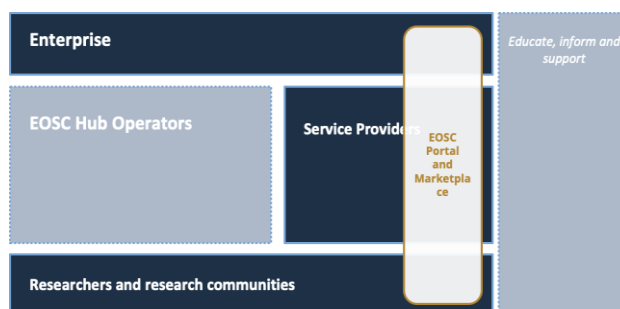 Enterprise
Educate, inform and
support
EOSC Hub Operators
Service Providers
EOSC
Portal
and
Marketpla
ce
Researchers and research communities